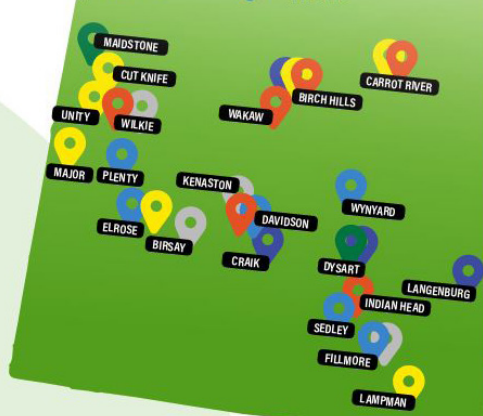 MAIDSTONE
CUT KNIFE
CARROT RIVER
BIRCH HILLS
UNITY
WILKIE
WAKAW
MAJOR
PLENTY
KENASTON
WYNYARD
ELROSE
BIRSAY
DAVIDSON
CRAIK
DYSART
LANGENBURG
INDIAN HEAD
SEDLEY
FILLMORE
LAMPMAN